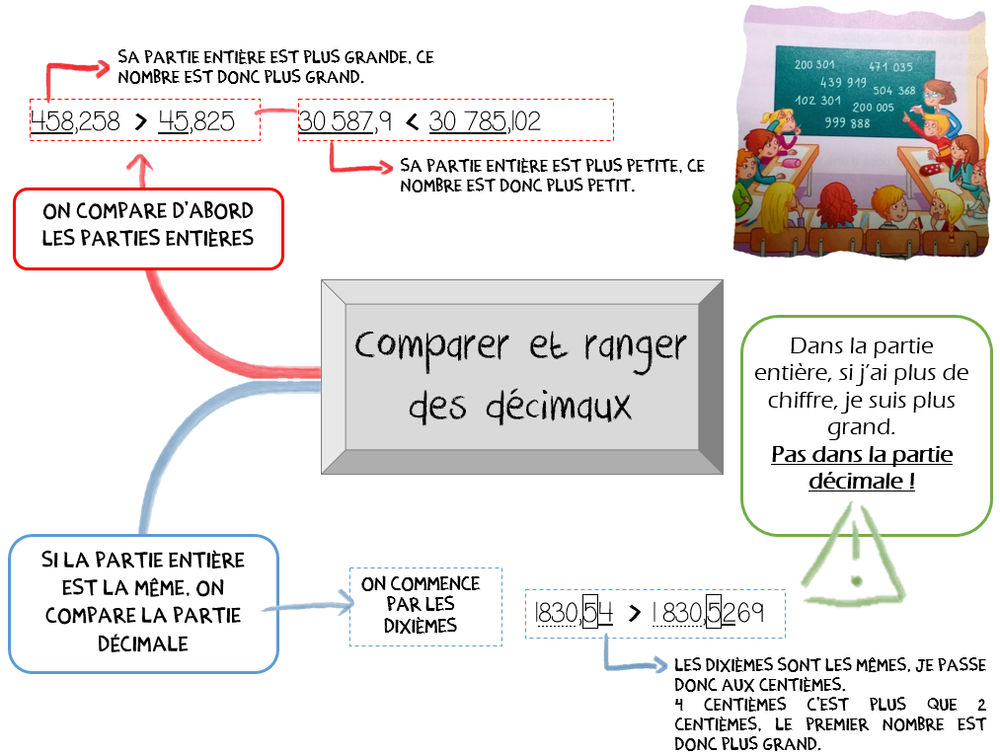 SA PARTIE ENTIÈRE EST PLUS GRANDE, CE
NOMBRE EST DONC PLUS GRAND.
458,258 > 45,825
30 587,9 < 30 785,102
SA PARTIE ENTIÈRE EST PLUS PETITE, CE
NOMBRE EST DONC PLUS PETIT.
200 301
471 035
439 919
504 368
102 301
200 005
999 888
ON COMPARE D'ABORD
LES PARTIES ENTIÈRES
Comparer et ranger
des décimaux
Dans la partie
entière, si j'ai plus de
chiffre, je suis plus
grand.
Pas dans la partie
décimale !
SI LA PARTIE ENTIÈRE
EST LA MÊME, ON
COMPARE LA PARTIE
DÉCIMALE
ON COMMENCE
PAR LES
DIXIÈMES
1830,54 > 1 830,5269
LES DIXIÈMES SONT LES MÊMES, JE PASSE
DONC AUX CENTIÈMES.
4 CENTIÈMES C'EST PLUS QUE 2
CENTIÈMES, LE PREMIER NOMBRE EST
DONC PLUS GRAND.